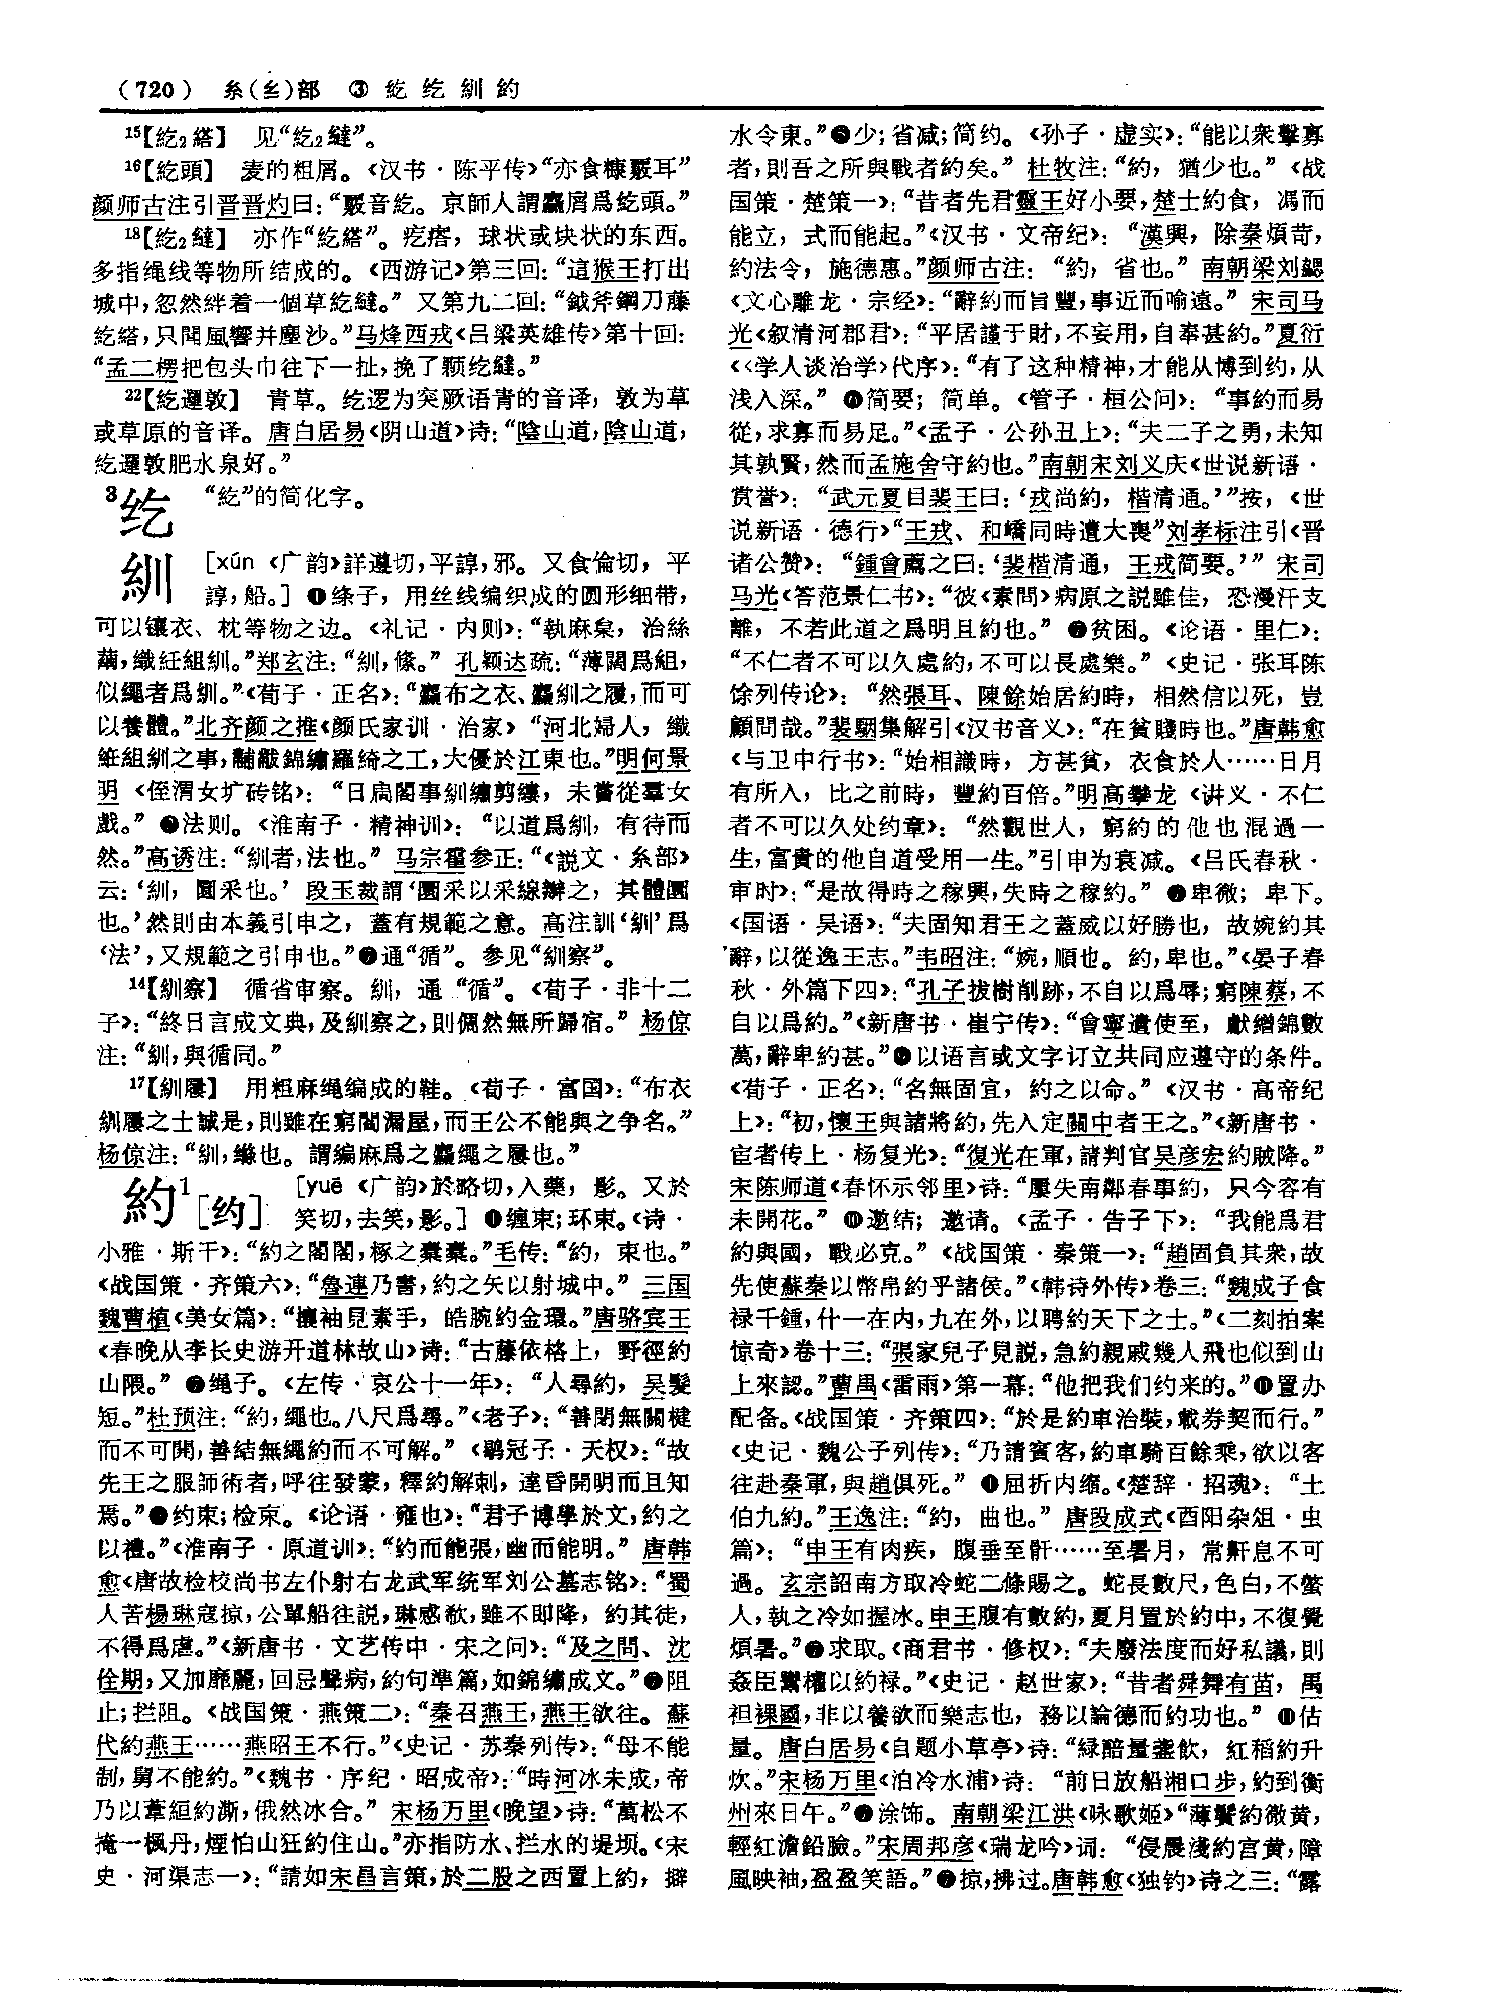 （720） 糸(纟)部 ③ 紇 纥 紃 約
15【紇2繨】 见“紇2縫”。
16【紇頭】 麦的粗屑。《汉书·陈平传》“亦食糠覈耳”
颜师古注引晋晋灼曰：“覈音紇。京師人謂麤屑爲紇頭。”
亦作“紇繨”。疙瘩，球状或块状的东西。
多指绳线等物所结成的。《西游记》第三回：“這猴王打出
城中，忽然絆着一個草紇縫。” 又第九二回：“鉞斧鋼刀藤
紇繨，只聞風響并塵沙。”马烽西戎《吕梁英雄传》第十回：
“孟二楞把包头巾往下一扯，挽了颗纥縫。”
22【紇邏敦】 青草。纥逻为突厥语青的音译，敦为草
或草原的音译。唐白居易《阴山道》诗：“陰山道，陰山道，
紇邏敦肥水泉好。”
3纥 “紇”的简化字。
紃 [xún 《广韵》詳遵切，平諄，邪。又食倫切，平
諄，船。] ❶绦子，用丝线编织成的圆形细带，
可以镶衣、枕等物之边。《礼记·内则》：“執麻枲，治絲
繭，織紝組紃。”郑玄注：“紃，絛。” 孔颖达疏：“薄闊爲組，
似繩者爲紃。”《荀子·正名》：“麤布之衣、麤紃之履，而可
以養體。”北齐颜之推《颜氏家训·治家》 “河北婦人，織
紝組紃之事，黼黻錦繡羅綺之工，大優於江東也。”明何景
明《侄渭女圹砖铭》：“日扃閤事紃繡剪縷，未嘗從羣女
戲。” ❷法则。《淮南子·精神训》：“以道爲紃，有待而
然。”高诱注：“紃者，法也。” 马宗霍参正：“《説文·糸部》
云：‘紃，圜采也。’ 段玉裁謂‘圜采以采線辮之，其體圜
也。’然則由本義引申之，蓋有規範之意。高注訓‘紃’爲
‘法’，又規範之引申也。”❸通“循”。参见“紃察”。
14【紃察】 循省审察。紃，通“循”。《荀子·非十二
子》：“終日言成文典，及紃察之，則倜然無所歸宿。” 杨倞
注：“紃，與循同。”
17【紃屨】 用粗麻绳编成的鞋。《荀子·富国》：“布衣
紃屨之士誠是，則雖在窮閻漏屋，而王公不能與之争名。”
杨倞注：“紃，絛也。謂編麻爲之麤繩之屨也。”
約1[约] [yuē 《广韵》於略切，入藥，影。又於
笑切，去笑，影。] ❶缠束；环束。《诗·
小雅·斯干》：“約之閣閣，椓之橐橐。”毛传：“約，束也。”
《战国策·齐策六》：“魯連乃書，約之矢以射城中。” 三国
魏曹植《美女篇》：“攘袖見素手，皓腕約金環。”唐骆宾王
《春晚从李长史游开道林故山》诗：“古藤依格上，野徑約
山隈。” ❷绳子。《左传·哀公十一年》：“人尋約，吴髮
短。”杜预注：“約，繩也。八尺爲尋。”《老子》：“善閉無關楗
而不可開，善結無繩約而不可解。” 《鹖冠子·天权》：“故
先王之服師術者，呼往發蒙，釋約解刺，達昏開明而且知
焉。”❸约束；检束。《论语·雍也》：“君子博學於文，約之
以禮。”《淮南子·原道训》：“約而能張，幽而能明。” 唐韩
愈《唐故检校尚书左仆射右龙武军统军刘公墓志铭》：“蜀
人苦楊琳寇掠，公單船往説，琳感欷，雖不即降，約其徒，
不得爲虐。”《新唐书·文艺传中·宋之问》：“及之問、沈
佺期，又加靡麗，回忌聲病，約句準篇，如錦繡成文。”❹阻
止；拦阻。《战国策·燕策二》：“秦召燕王，燕王欲往。蘇
代約燕王……燕昭王不行。”《史记·苏秦列传》：“母不能
制，舅不能約。”《魏书·序纪·昭成帝》：“時河冰未成，帝
乃以葦絙約澌，俄然冰合。” 宋杨万里《晚望》诗：“萬松不
掩一楓丹，煙怕山狂約住山。”亦指防水、拦水的堤坝。《宋
史·河渠志一》：“請如宋昌言策，於二股之西置上約，擗
水令東。”❺少；省减；简约。《孙子·虚实》：“能以衆擊寡
者，則吾之所與戰者約矣。” 杜牧注：“約，猶少也。” 《战
国策·楚策一》：“昔者先君靈王好小要，楚士約食，馮而
能立，式而能起。”《汉书·文帝纪》：“漢興，除秦煩苛，
約法令，施德惠。”颜师古注：“約，省也。” 南朝梁刘勰
《文心雕龙·宗经》：“辭約而旨豐，事近而喻遠。” 宋司马
光《叙清河郡君》：“平居謹于財，不妄用，自奉甚約。”夏衍
《〈学人谈治学〉代序》：“有了这种精神，才能从博到约，从
浅入深。” ❻简要；简单。《管子·桓公问》：“事約而易
從，求寡而易足。”《孟子·公孙丑上》：“夫二子之勇，未知
其孰賢，然而孟施舍守約也。”南朝宋刘义庆《世说新语·
赏誉》：“武元夏目裴王曰：‘戎尚約，楷清通。’”按，《世
说新语·德行》“王戎、和嶠同時遭大喪”刘孝标注引《晋
诸公赞》：“鍾會薦之曰：‘裴楷清通，王戎简要。’” 宋司
马光《答范景仁书》：“彼《素問》病原之説雖佳，恐漫汗支
離，不若此道之爲明且約也。” ❼贫困。《论语·里仁》：
“不仁者不可以久處約，不可以長處樂。” 《史记·张耳陈
馀列传论》：“然張耳、陳餘始居約時，相然信以死，豈
顧問哉。”裴駰集解引《汉书音义》：“在貧賤時也。”唐韩愈
《与卫中行书》：“始相識時，方甚貧，衣食於人……日月
有所入，比之前時，豐約百倍。”明高攀龙《讲义·不仁
者不可以久处约章》：“然觀世人，窮約的他也混過一
生，富貴的他自道受用一生。”引申为衰减。《吕氏春秋·
审时》：“是故得時之稼興，失時之稼約。” ❽卑微；卑下。
《国语·吴语》：“夫固知君王之蓋威以好勝也，故婉約其
辭，以從逸王志。”韦昭注：“婉，順也。約，卑也。”《晏子春
秋·外篇下四》：“孔子拔樹削跡，不自以爲辱；窮陳蔡，不
自以爲約。”《新唐书·崔宁传》：“會寧遣使至，獻繒錦數
萬，辭卑約甚。”❾以语言或文字订立共同应遵守的条件。
《荀子·正名》：“名無固宜，約之以命。” 《汉书·高帝纪
上》：“初，懷王與諸將約，先入定關中者王之。”《新唐书·
宦者传上·杨复光》：“復光在軍，請判官吴彦宏約賊降。”
宋陈师道《春怀示邻里》诗：“屢失南鄰春事約，只今容有
未開花。” ❿邀结；邀请。《孟子·告子下》：“我能爲君
約與國，戰必克。” 《战国策·秦策一》：“趙固負其衆，故
先使蘇秦以幣帛約乎諸侯。”《韩诗外传》卷三：“魏成子食
禄千鍾，什一在内，九在外，以聘約天下之士。”《二刻拍案
惊奇》卷十三：“張家兒子見説，急約親戚幾人飛也似到山
上來認。”曹禺《雷雨》第一幕：“他把我们约来的。”⓫置办
配备。《战国策·齐策四》：“於是約車治裝，載券契而行。”
《史记·魏公子列传》：“乃請賓客，約車騎百餘乘，欲以客
往赴秦軍，與趙俱死。” ⓬屈折内缩。《楚辞·招魂》：“土
伯九約。”王逸注：“約，曲也。” 唐段成式《酉阳杂俎·虫
篇》：“申王有肉疾，腹垂至骭……至暑月，常鼾息不可
過。玄宗詔南方取冷蛇二條賜之。蛇長數尺，色白，不螫
人，執之冷如握冰。申王腹有數約，夏月置於約中，不復覺
煩暑。”⓭求取。《商君书·修权》：“夫廢法度而好私議，則
姦臣鬻權以約禄。”《史记·赵世家》：“昔者舜舞有苗，禹
袒裸國，非以養欲而樂志也，務以論德而約功也。” ⓮估
量。唐白居易《自题小草亭》诗：“緑醅量盞飲，紅稻約升
炊。”宋杨万里《泊冷水浦》诗：“前日放船湘口步，約到衡
州來日午。”⓯涂饰。南朝梁江洪《咏歌姬》“薄鬢約微黄，
輕紅澹鉛臉。”宋周邦彦《瑞龙吟》词：“侵晨淺約宫黄，障
風映袖，盈盈笑語。”⓰掠，拂过。唐韩愈《独钓》诗之三：“露